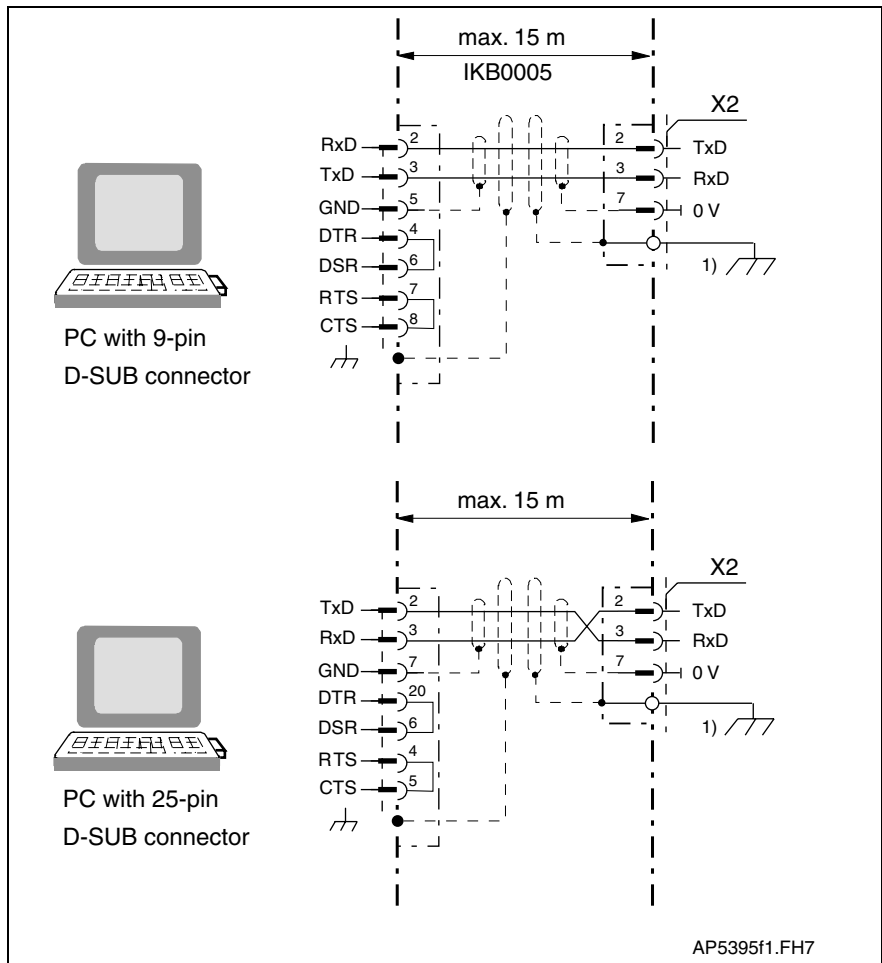 max. 15 m
IKB0005
X2
RxD 2 2 TxD
TxD 3 3 RxD
GND 5 7 0 V
DTR 4
DSR 6 1)
RTS 7
CTS 8
PC with 9-pin
D-SUB connector
max. 15 m
X2
TxD 2 2 TxD
RxD 3 3 RxD
GND 7 7 0 V
DTR 20
DSR 6 1)
RTS 4
CTS 5
PC with 25-pin
D-SUB connector
AP5395f1.FH7